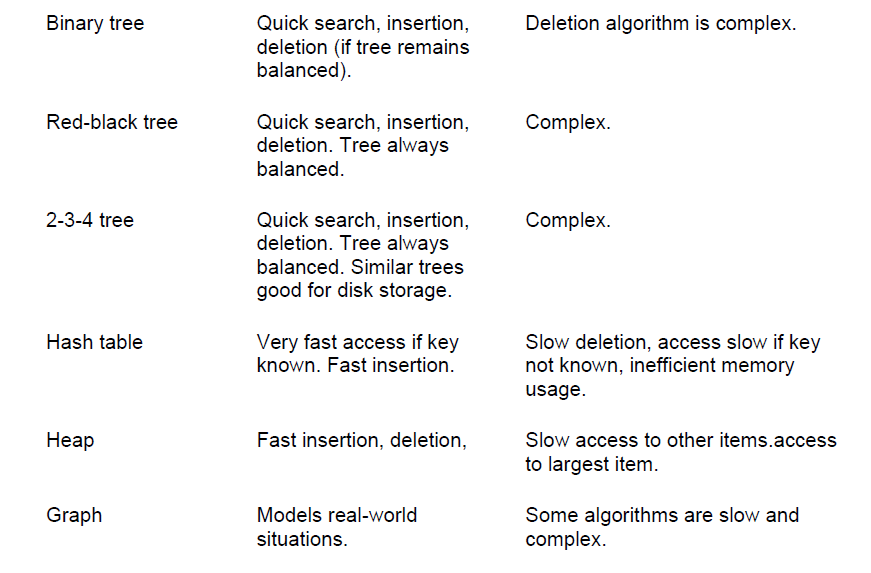 Binary tree Quick search, insertion, Deletion algorithm is complex.
deletion (if tree remains
balanced).
Red-black tree Quick search, insertion, Complex.
deletion. Tree always
balanced.
2-3-4 tree Quick search, insertion, Complex.
deletion. Tree always
balanced. Similar trees
good for disk storage.
Hash table Very fast access if key Slow deletion, access slow if key
known. Fast insertion. not known, inefficient memory
usage.
Heap Fast insertion, deletion, Slow access to other items.access
to largest item.
Graph Models real-world Some algorithms are slow and
situations. complex.